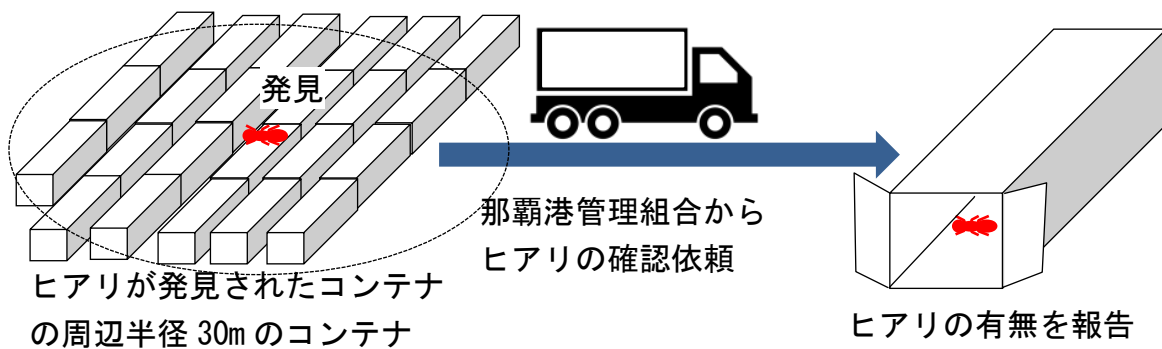 発見
那覇港管理組合から
ヒアリの確認依頼
ヒアリが発見されたコンテナ
の周辺半径 30m のコンテナ
ヒアリの有無を報告